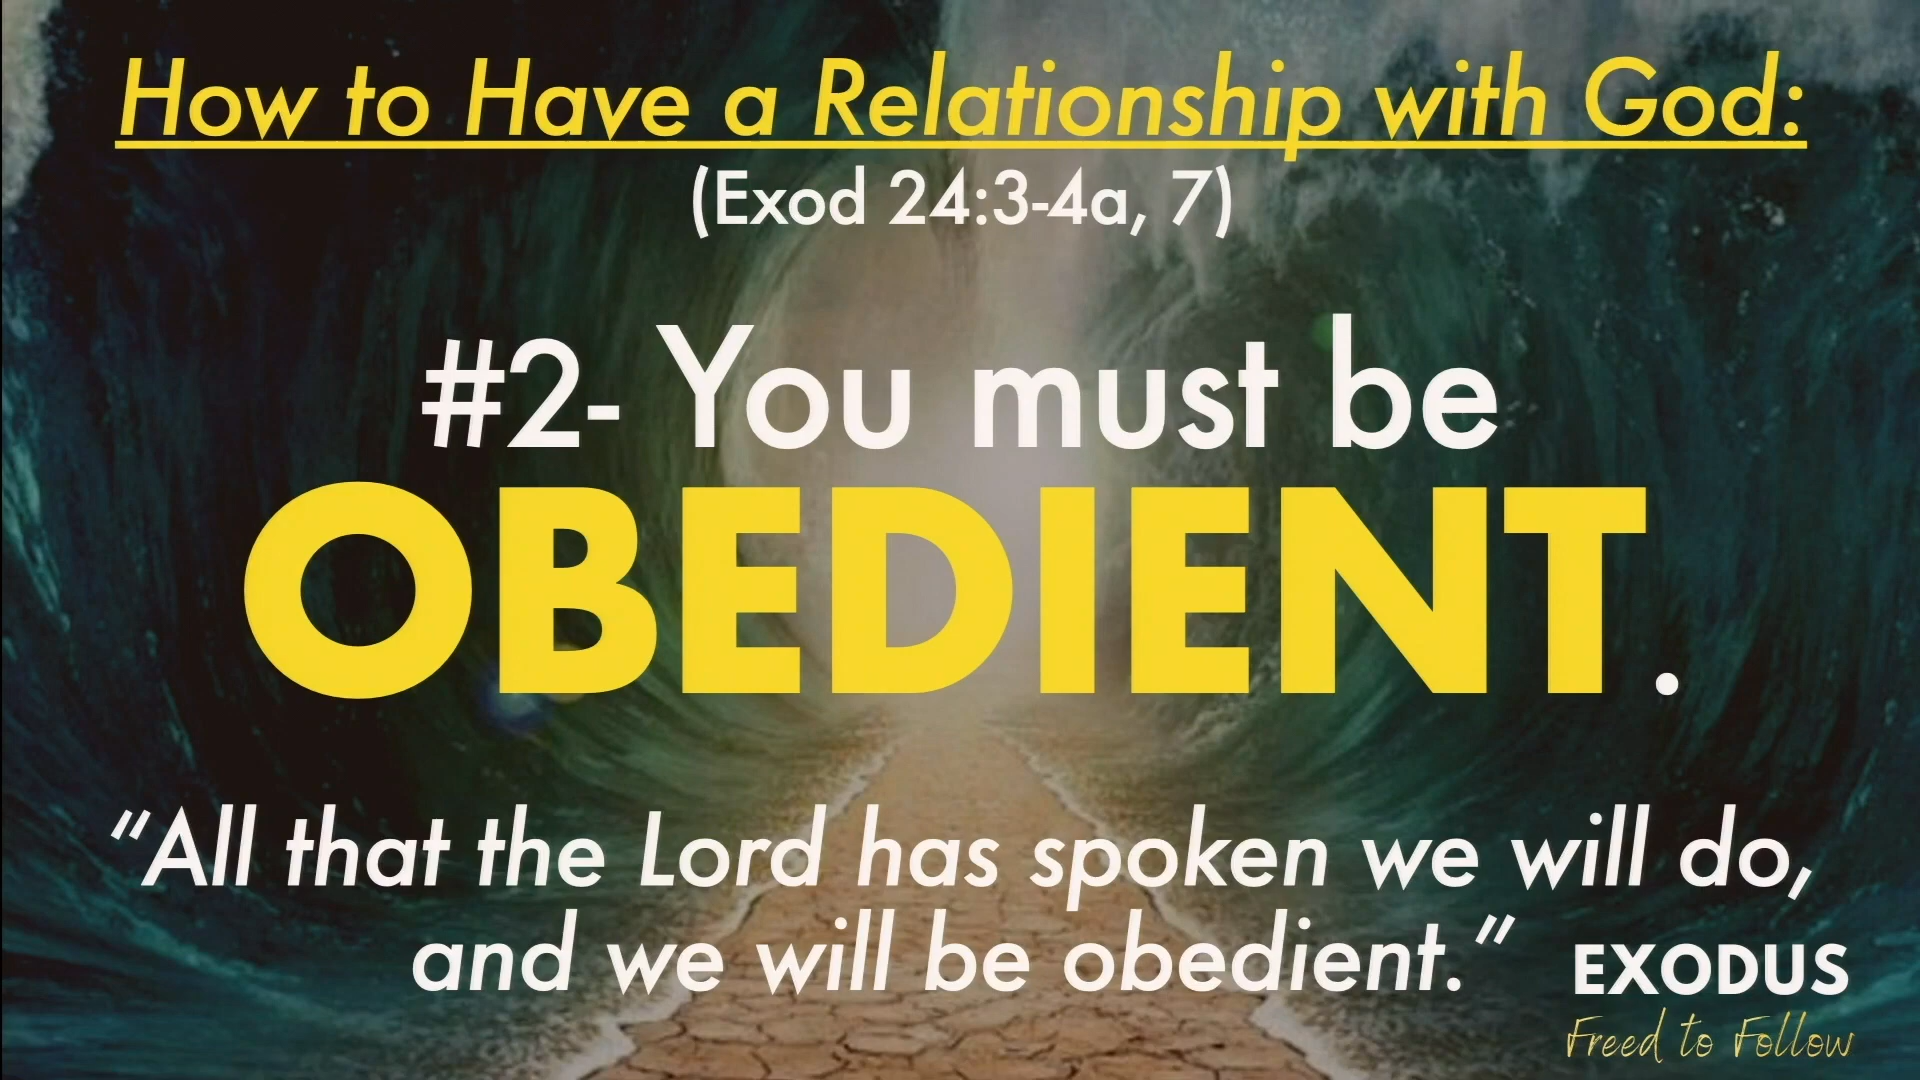 How to Have a Relationship with God:
(Exod 24:3-4a, 7)
#2- You must be
OBEDIENT.
“All that the Lord has spoken we will do,
and we will be obedient.”
EXODUS
Freed to Follow